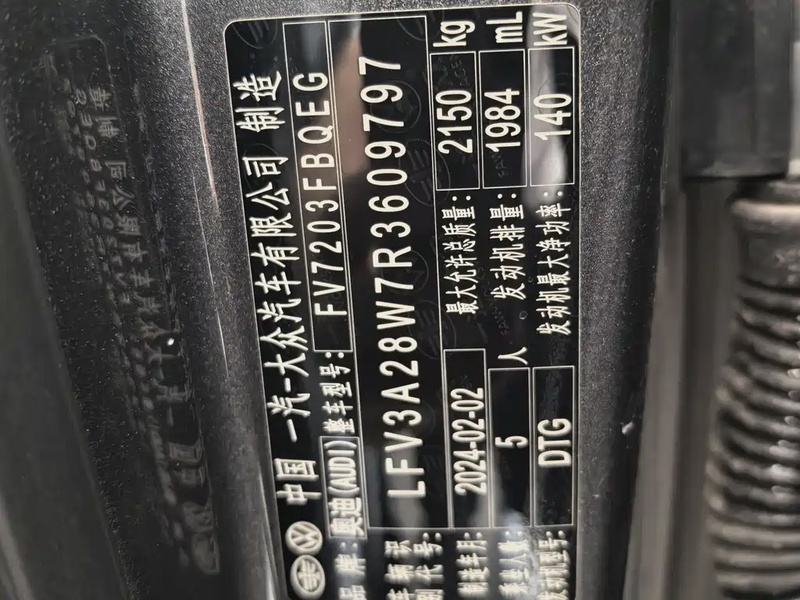 中国 一汽-大众汽车有限公司 制造
品牌: 奥迪(AUDI) 整车型号: FV7203FBQEG
车辆识别代号: LFV3A28W7R3609797
制造年月: 2024-02-02 最大允许总质量: 2150 kg
乘坐人数: 5 人 发动机排量: 1984 mL
发动机型号: DTG 发动机最大净功率: 140 kW